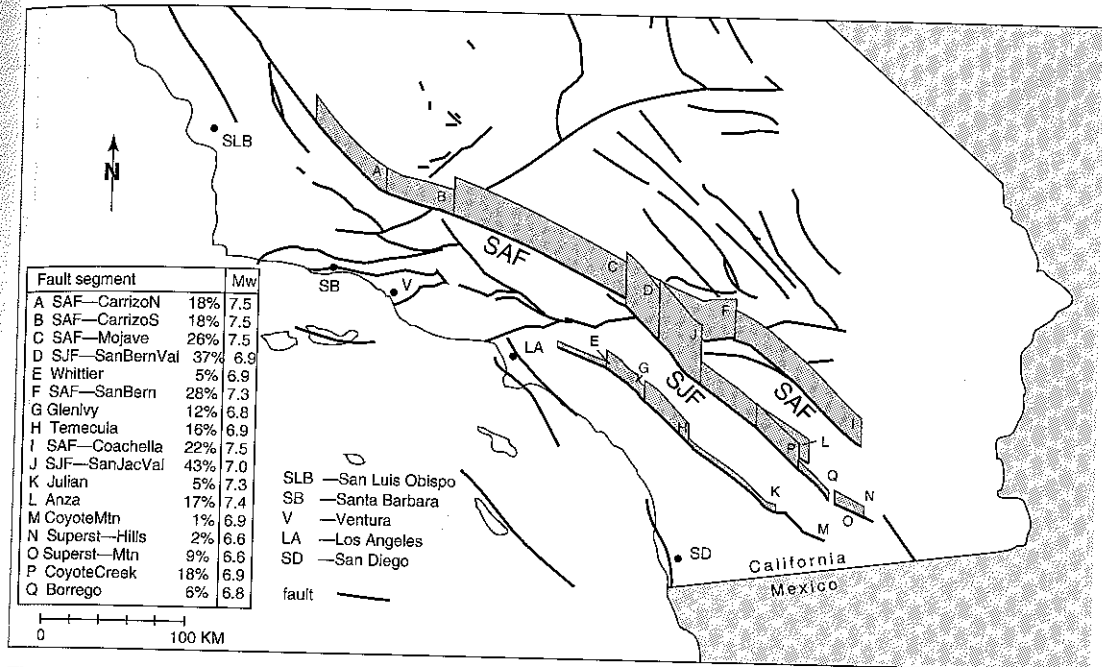 SLB
N
A
B
SAF
C
D
F
J
SB
V
LA
E
G
X
SJF
SAF
H
P
L
I
Q
N
K
O
M
SD
California
Mexico
Fault segment Mw
A SAF—CarrizoN 18% 7.5
B SAF—CarrizoS 18% 7.5
C SAF—Mojave 26% 7.5
D SJF—SanBernVal 37% 6.9
E Whittier 5% 6.9
F SAF—SanBern 28% 7.3
G GlenIvy 12% 6.8
H Temecula 16% 6.9
I SAF—Coachella 22% 7.5
J SJF—SanJacVal 43% 7.0
K Julian 5% 7.3
L Anza 17% 7.4
M CoyoteMtn 1% 6.9
N Superst—Hills 2% 6.6
O Superst—Mtn 9% 6.6
P CoyoteCreek 18% 6.9
Q Borrego 6% 6.8
SLB —San Luis Obispo
SB —Santa Barbara
V —Ventura
LA —Los Angeles
SD —San Diego
fault
0 100 KM